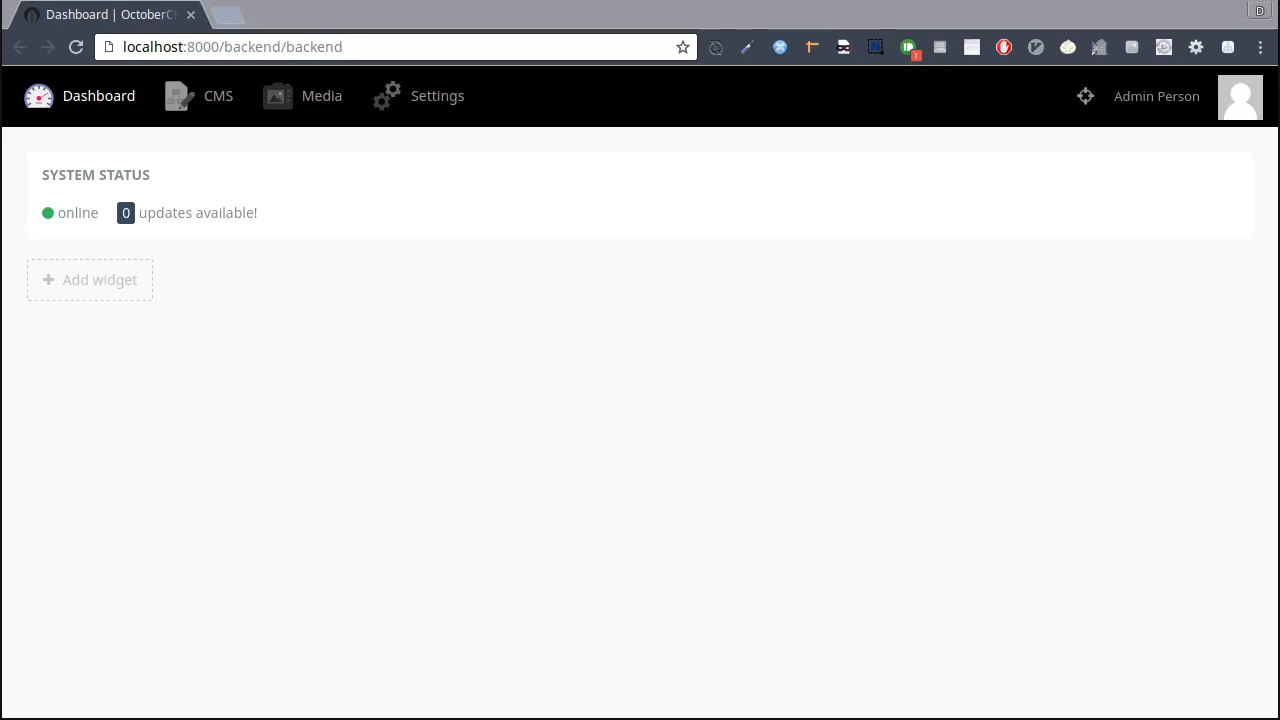 Dashboard | OctoberC
D
localhost:8000/backend/backend
1
Dashboard
CMS
Media
Settings
Admin Person
SYSTEM STATUS
online
0 updates available!
Add widget